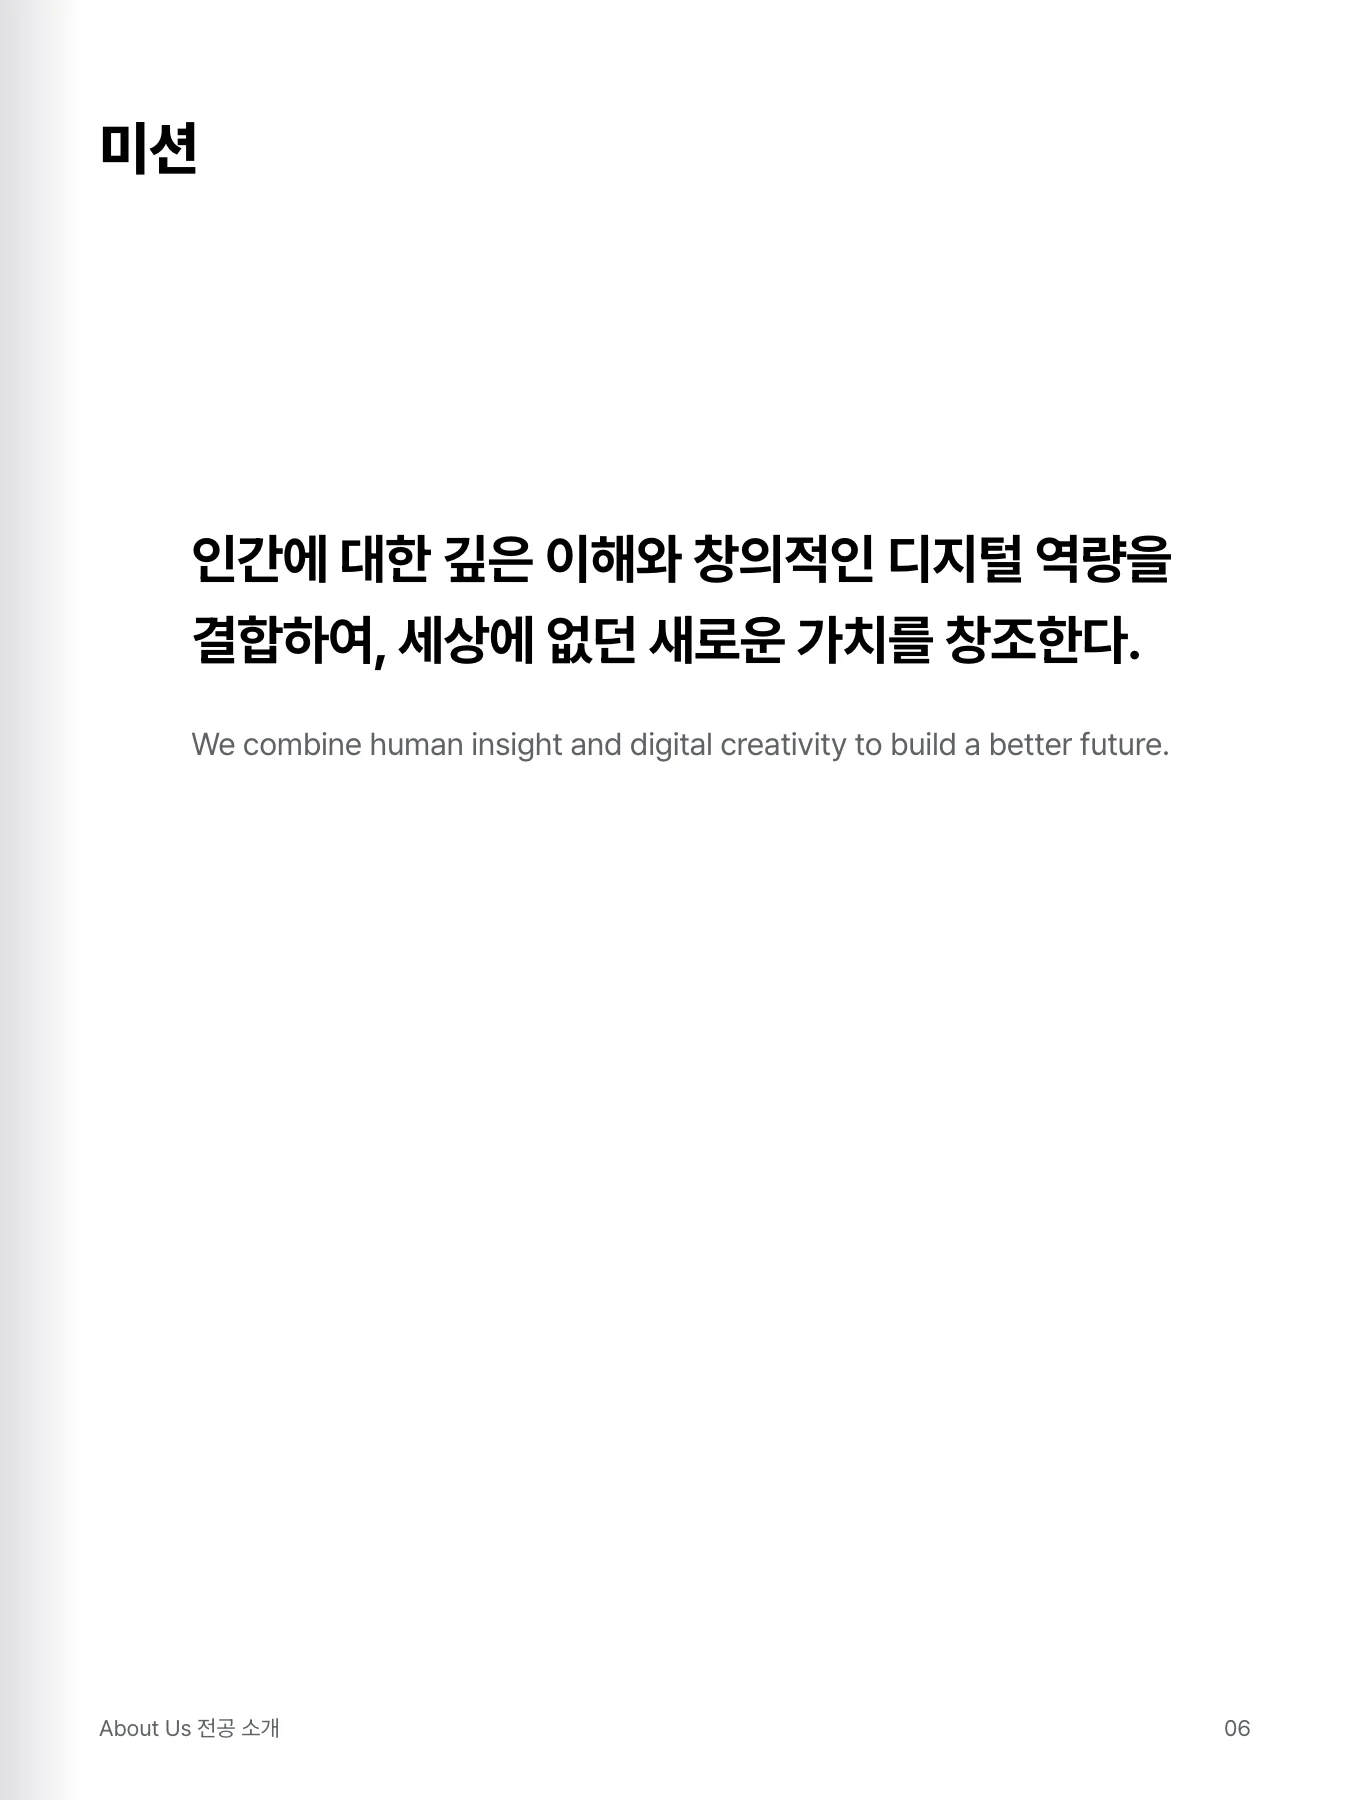 미션
인간에 대한 깊은 이해와 창의적인 디지털 역량을
결합하여, 세상에 없던 새로운 가치를 창조한다.
We combine human insight and digital creativity to build a better future.
About Us 전공 소개
06